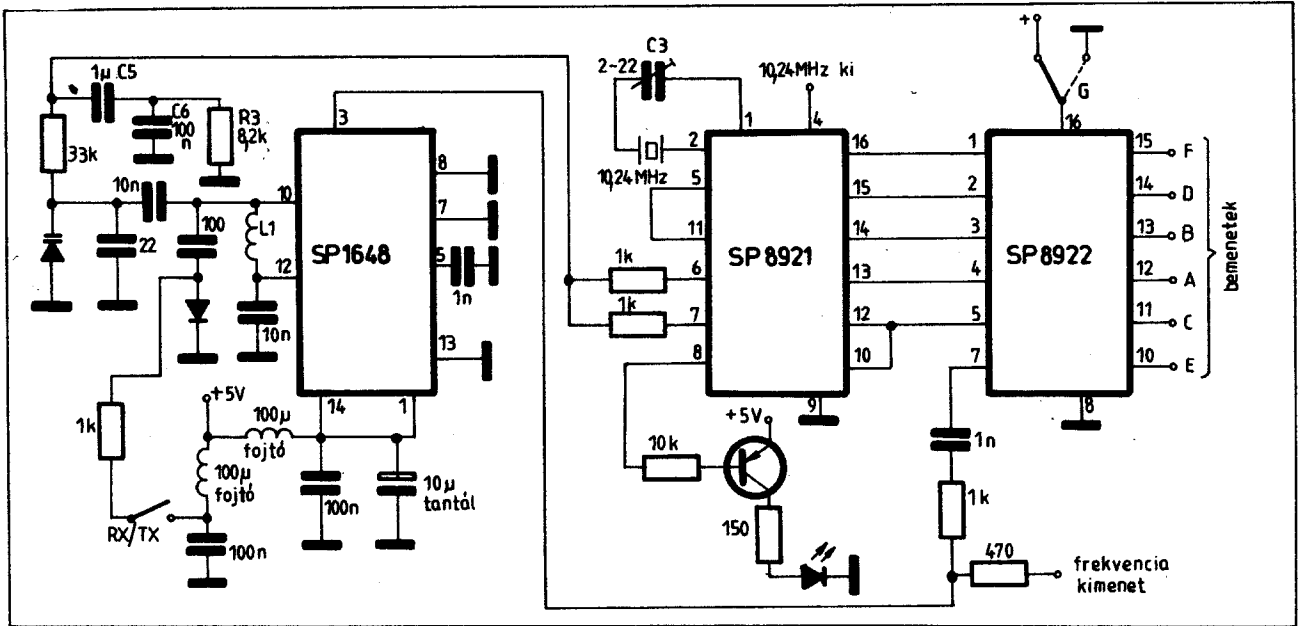 1µ C5
C6
100
n
R3
8,2k
33k
10n
22
100
L1
10n
1k
RX/TX
+5V
100µ
fojtó
100µ
fojtó
100n
100n
10µ
tantál
SP1648
3
8
7
5
13
10
12
14
1
1n
C3
2-22
10,24MHz
10,24MHz ki
SP8921
1
4
2
5
11
6
7
8
9
16
15
14
13
12
10
1k
1k
10k
+5V
150
SP8922
+
G
16
1
2
3
4
5
7
8
15
14
13
12
11
10
F
D
B
A
C
E
bemenetek
1n
1k
470
frekvencia
kimenet